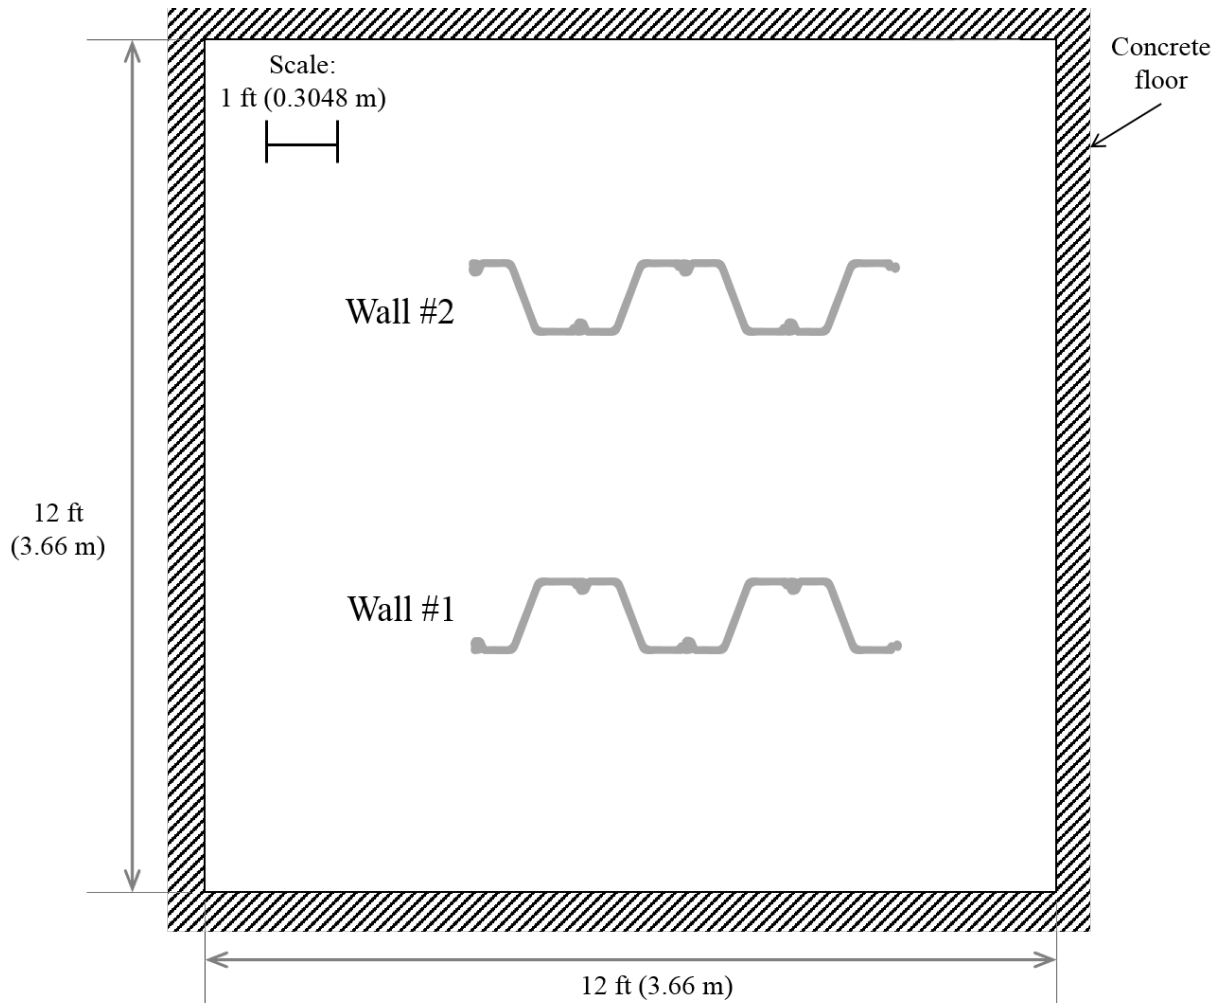 Scale:
1 ft (0.3048 m)
Concrete
floor
Wall #2
12 ft
(3.66 m)
Wall #1
12 ft (3.66 m)